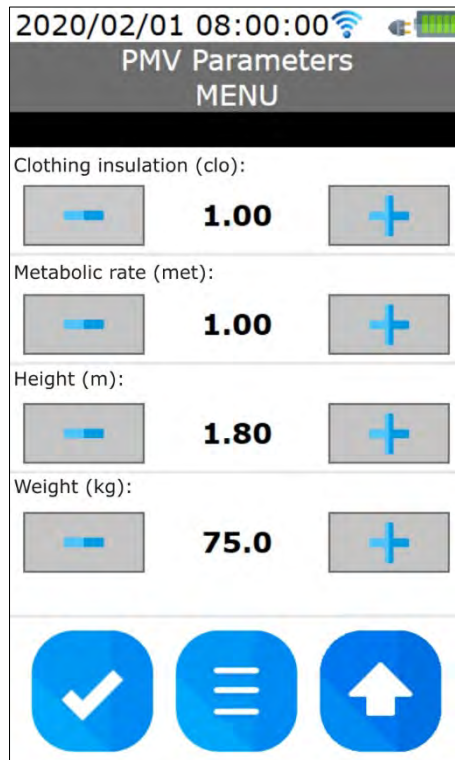 2020/02/01 08:00:00
PMV Parameters
MENU
Clothing insulation (clo):
1.00
Metabolic rate (met):
1.00
Height (m):
1.80
Weight (kg):
75.0